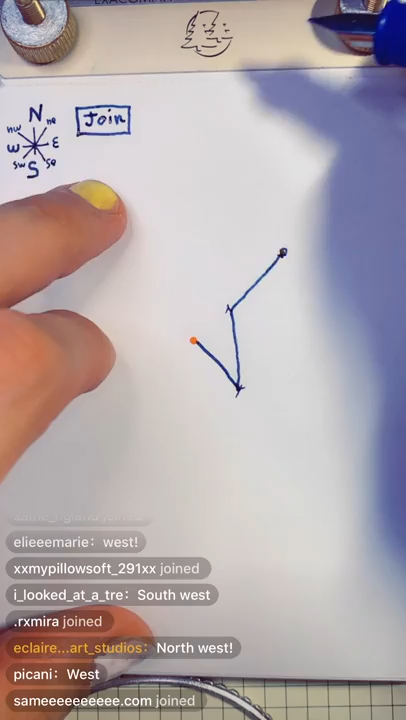 N
nw ne
W E
sw se
S
Join
elieeemarie: west!
xxmypillowsoft_291xx joined
i_looked_at_a_tre: South west
.rxmira joined
eclaire...art_studios: North west!
picani: West
sameeeeeeeeee.com joined